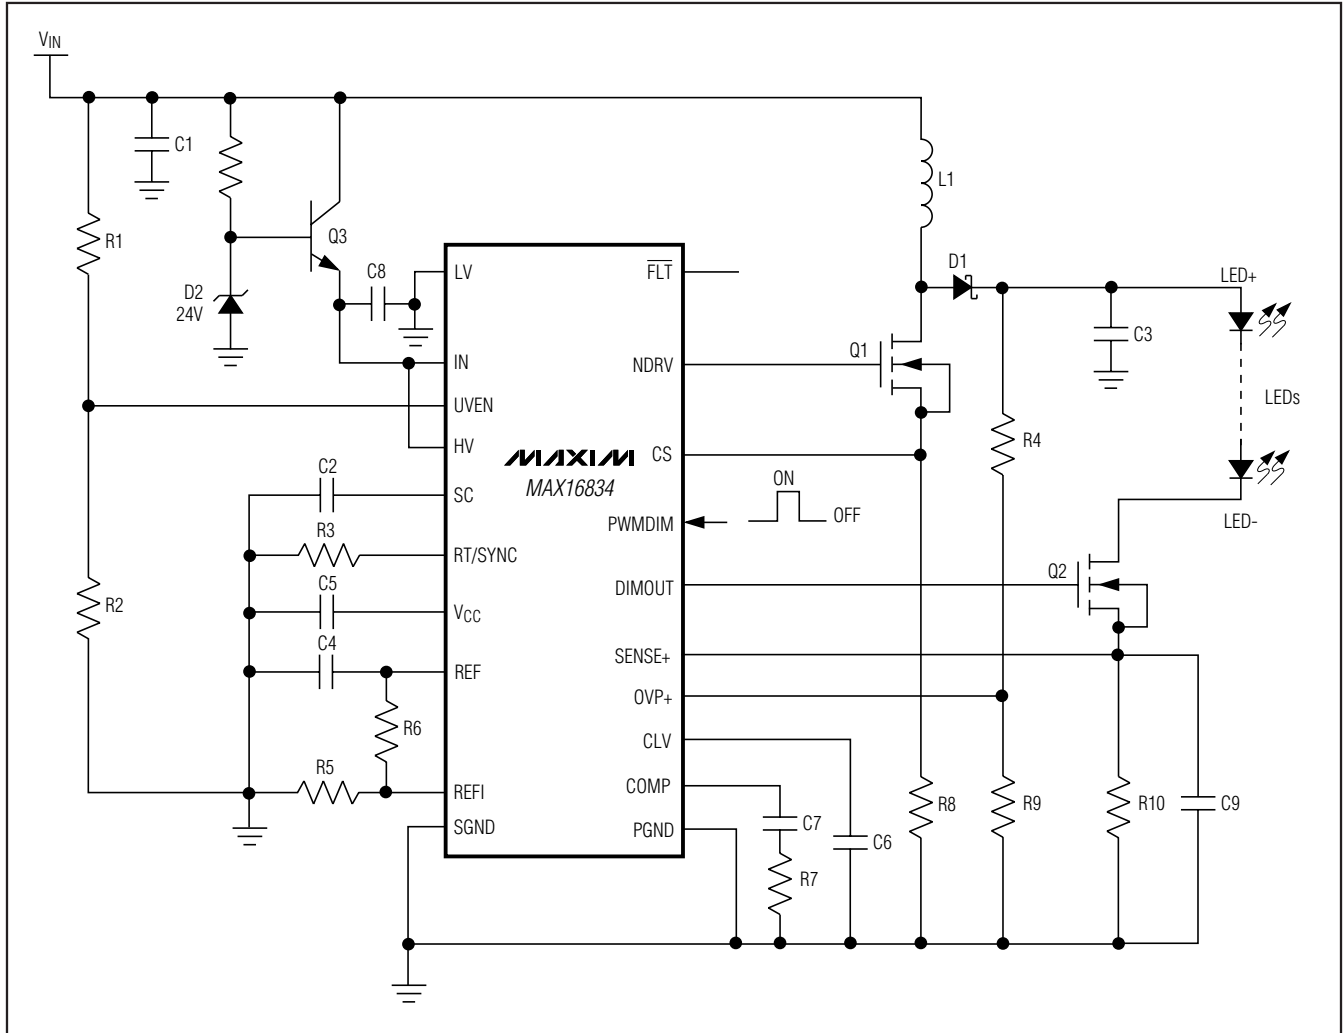 VIN
C1
L1
R1
Q3
C8
LV
FLT
D1
LED+
D2
24V
C3
IN
NDRV
Q1
UVEN
LEDs
HV
MAXIM
CS
R4
C2
SC
MAX16834
ON
OFF
LED-
PWMDIM
R3
RT/SYNC
Q2
C5
DIMOUT
R2
VCC
C4
SENSE+
REF
OVP+
R6
CLV
R5
REFI
COMP
R8
R9
R10
C9
SGND
PGND
C7
C6
R7